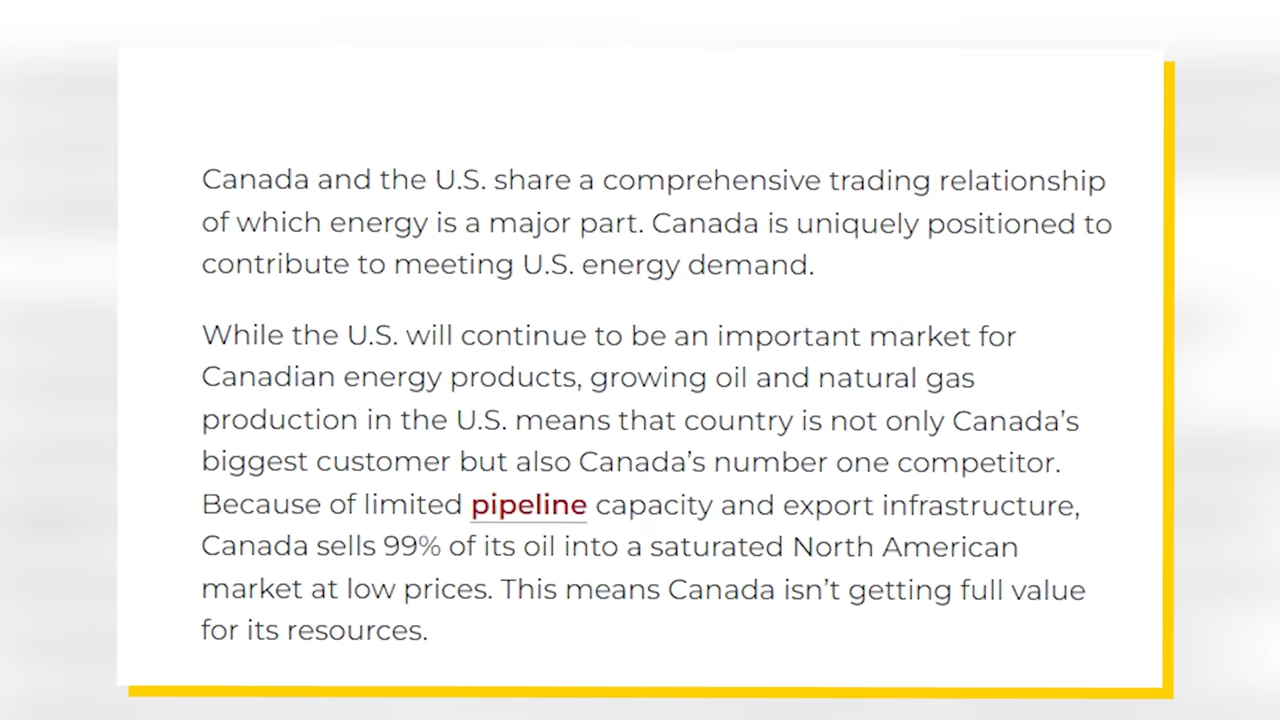 Canada and the U.S. share a comprehensive trading relationship
of which energy is a major part. Canada is uniquely positioned to
contribute to meeting U.S. energy demand.
While the U.S. will continue to be an important market for
Canadian energy products, growing oil and natural gas
production in the U.S. means that country is not only Canada’s
biggest customer but also Canada’s number one competitor.
Because of limited pipeline capacity and export infrastructure,
Canada sells 99% of its oil into a saturated North American
market at low prices. This means Canada isn’t getting full value
for its resources.